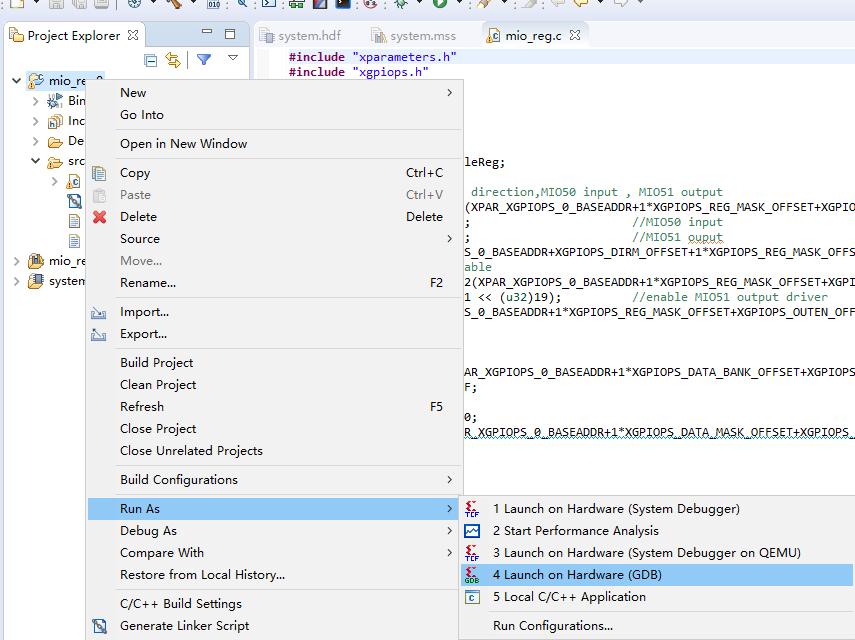 Project Explorer
system.hdf
system.mss
mio_reg.c
#include "xparameters.h"
#include "xgpiops.h"
mio_re
Bin
Inc
De
src
mio_re
system
New
Go Into
Open in New Window
Copy Ctrl+C
Paste Ctrl+V
Delete Delete
Source
Move...
Rename... F2
Import...
Export...
Build Project
Clean Project
Refresh F5
Close Project
Close Unrelated Projects
Build Configurations
Run As
Debug As
Compare With
Restore from Local History...
C/C++ Build Settings
Generate Linker Script
leReg;
direction,MIO50 input , MIO51 output
(XPAR_XGPIOPS_0_BASEADDR+1*XGPIOPS_REG_MASK_OFFSET+XGPIO
; //MIO50 input
; //MIO51 ouput
S_0_BASEADDR+XGPIOPS_DIRM_OFFSET+1*XGPIOPS_REG_MASK_OFFS
able
2(XPAR_XGPIOPS_0_BASEADDR+1*XGPIOPS_REG_MASK_OFFSET+XGPI
1 << (u32)19); //enable MIO51 output driver
S_0_BASEADDR+1*XGPIOPS_REG_MASK_OFFSET+XGPIOPS_OUTEN_OFF
AR_XGPIOPS_0_BASEADDR+1*XGPIOPS_DATA_BANK_OFFSET+XGPIOPS
F;
0;
R_XGPIOPS_0_BASEADDR+1*XGPIOPS_DATA_MASK_OFFSET+XGPIOPS_
1 Launch on Hardware (System Debugger)
2 Start Performance Analysis
3 Launch on Hardware (System Debugger on QEMU)
4 Launch on Hardware (GDB)
5 Local C/C++ Application
Run Configurations...